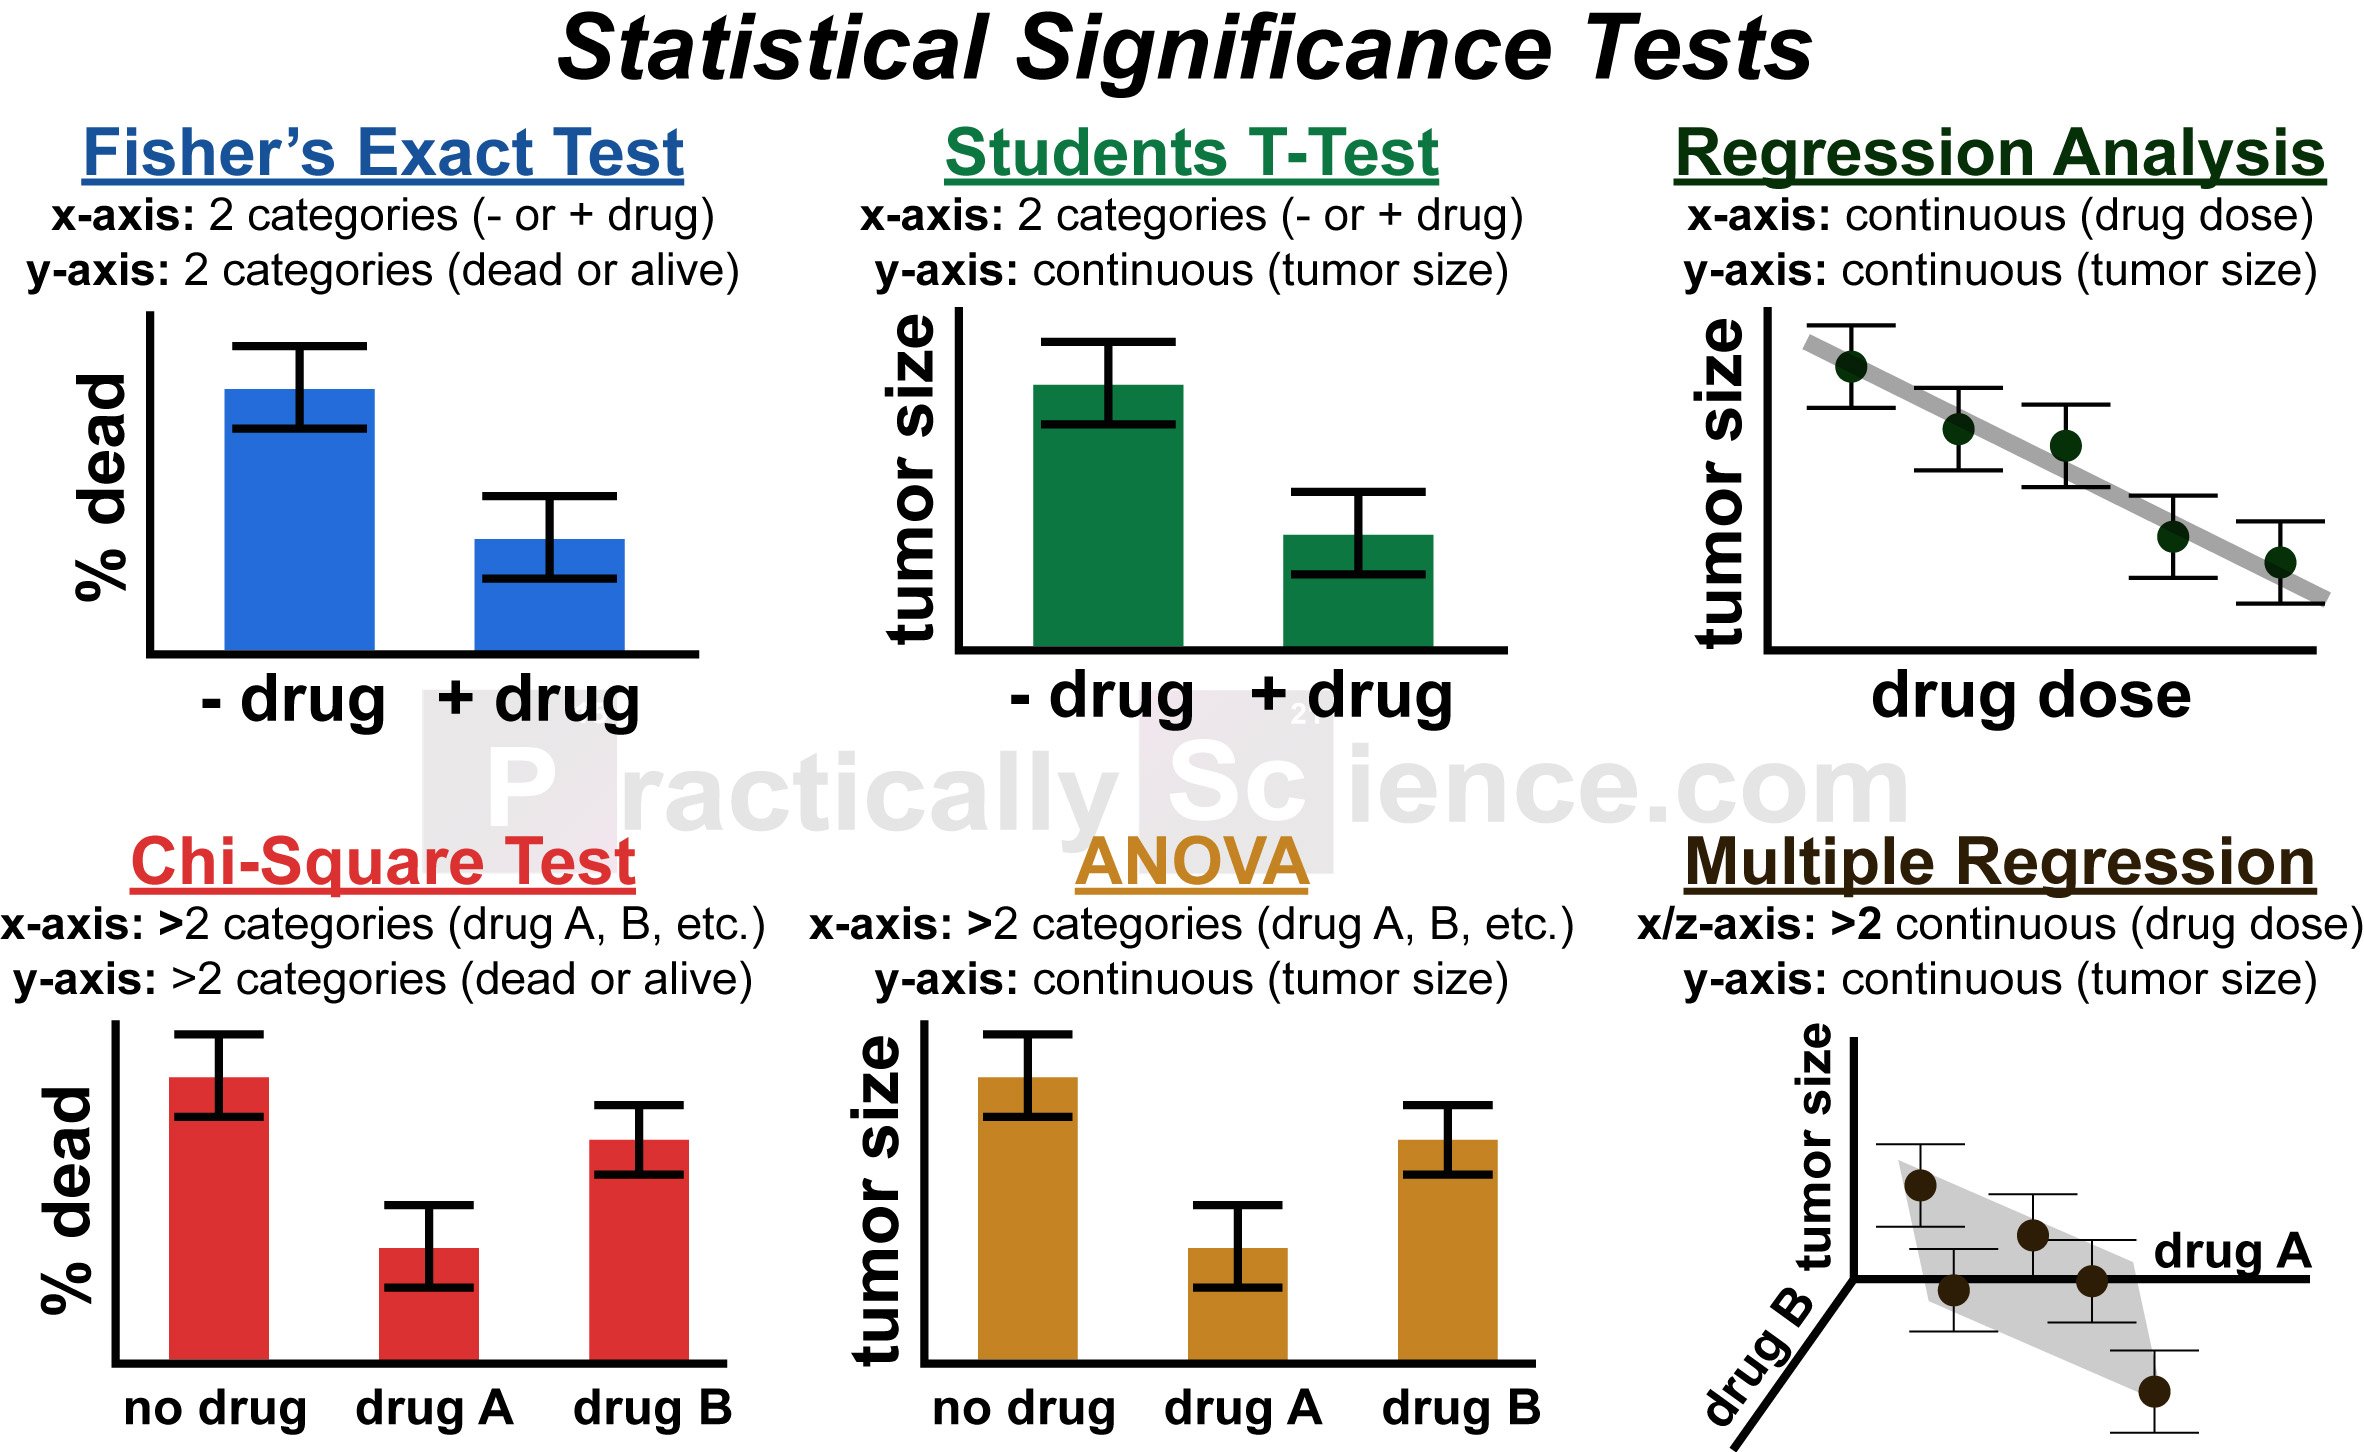 Statistical Significance Tests
Fisher’s Exact Test
x-axis: 2 categories (- or + drug)
y-axis: 2 categories (dead or alive)
% dead
- drug + drug
Students T-Test
x-axis: 2 categories (- or + drug)
y-axis: continuous (tumor size)
tumor size
- drug + drug
Regression Analysis
x-axis: continuous (drug dose)
y-axis: continuous (tumor size)
tumor size
drug dose
Practically Science.com
Chi-Square Test
x-axis: >2 categories (drug A, B, etc.)
y-axis: >2 categories (dead or alive)
% dead
no drug drug A drug B
ANOVA
x-axis: >2 categories (drug A, B, etc.)
y-axis: continuous (tumor size)
tumor size
no drug drug A drug B
Multiple Regression
x/z-axis: >2 continuous (drug dose)
y-axis: continuous (tumor size)
tumor size
drug A
drug B